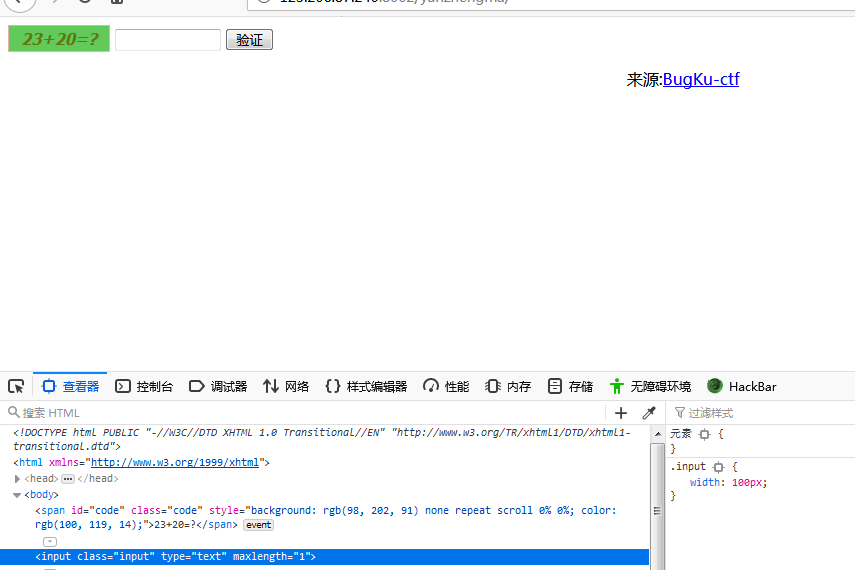 23+20=? 验证
来源:BugKu-ctf
查看器 控制台 调试器 网络 样式编辑器 性能 内存 存储 无障碍环境 HackBar
搜索 HTML
过滤样式
<!DOCTYPE html PUBLIC "-//W3C//DTD XHTML 1.0 Transitional//EN" "http://www.w3.org/TR/xhtml1/DTD/xhtml1-
transitional.dtd">
<html xmlns="http://www.w3.org/1999/xhtml">
<head>…</head>
<body>
<span id="code" class="code" style="background: rgb(98, 202, 91) none repeat scroll 0% 0%; color:
rgb(100, 119, 14);">23+20=?</span> event
<input class="input" type="text" maxlength="1">
元素 {
}
.input {
width: 100px;
}